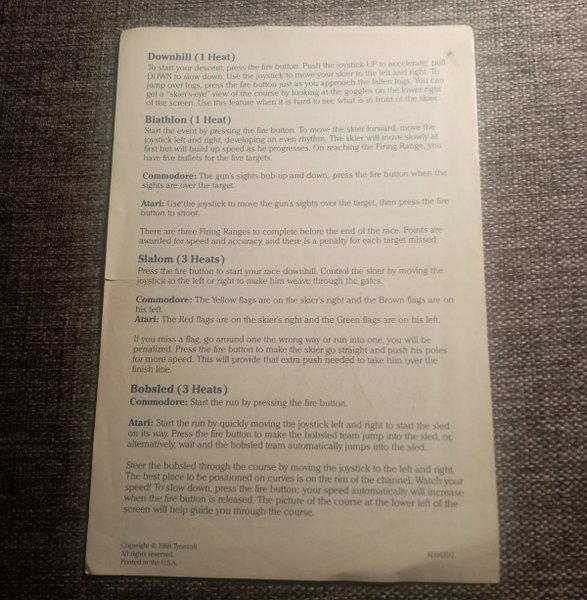 Downhill (1 Heat)
To start your descent, press the fire button. Push the joystick UP to accelerate; pull
DOWN to slow down. Use the joystick to move your skier to the left and right. To
jump over logs, press the fire button just as you approach the fallen logs. You can
get a "skier's-eye" view of the course by looking at the goggles on the lower right
of the screen. Use this feature when it is hard to see what is in front of the skier.
Biathlon (1 Heat)
Start the event by pressing the fire button. To move the skier forward, move the
joystick left and right, developing an even rhythm. The skier will move slowly at
first but will build up speed as he progresses. On reaching the Firing Range, you
have five bullets for the five targets.
Commodore: The gun's sights bob up and down; press the fire button when the
sights are over the target.
Atari: Use the joystick to move the gun's sights over the target, then press the fire
button to shoot.
There are three Firing Ranges to complete before the end of the race. Points are
awarded for speed and accuracy, and there is a penalty for each target missed.
Slalom (3 Heats)
Press the fire button to start your race downhill. Control the skier by moving the
joystick to the left or right to make him weave through the gates.
Commodore: The Yellow flags are on the skier's right and the Brown flags are on
his left.
Atari: The Red flags are on the skier's right and the Green flags are on his left.
If you miss a flag, go around one the wrong way or run into one, you will be
penalized. Press the fire button to make the skier go straight and push his poles
for more speed. This will provide that extra push needed to take him over the
finish line.
Bobsled (3 Heats)
Commodore: Start the run by pressing the fire button.
Atari: Start the run by quickly moving the joystick left and right to start the sled
on its way. Press the fire button to make the bobsled team jump into the sled, or,
alternatively, wait and the bobsled team automatically jumps into the sled.
Steer the bobsled through the course by moving the joystick to the left and right.
The best place to be positioned on curves is on the rim of the channel. Watch your
speed! To slow down, press the fire button; your speed automatically will increase
when the fire button is released. The picture of the course at the lower left of the
screen will help guide you through the course.
Copyright © 1988 Tynesoft
All rights reserved.
Printed in the U.S.A.